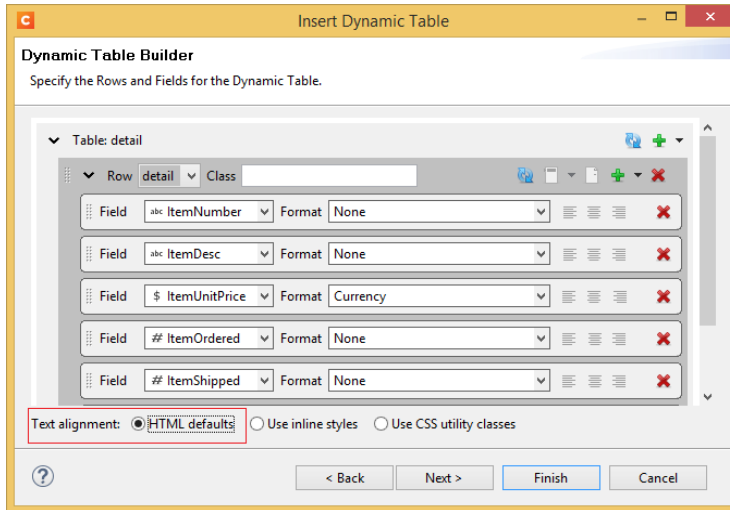 C Insert Dynamic Table
Dynamic Table Builder
Specify the Rows and Fields for the Dynamic Table.
Table: detail
Row detail Class
Field abc ItemNumber Format None
Field abc ItemDesc Format None
Field $ ItemUnitPrice Format Currency
Field # ItemOrdered Format None
Field # ItemShipped Format None
Text alignment: HTML defaults Use inline styles Use CSS utility classes
? < Back Next > Finish Cancel